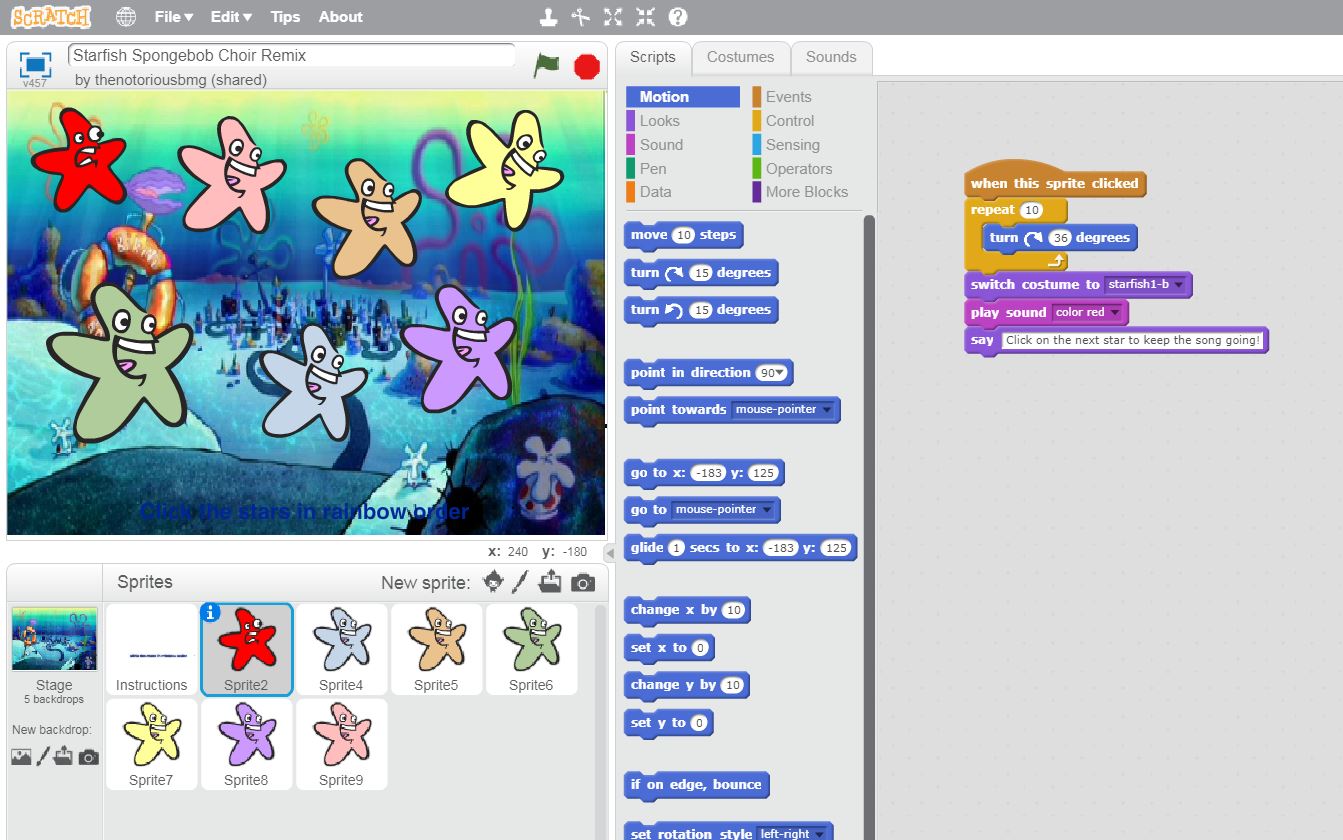 SCRATCH File Edit Tips About
v457 Starfish Spongebob Choir Remix
by thenotoriousbmg (shared)
Click the stars in rainbow order
x: 240 y: -180
Sprites New sprite:
Stage
5 backdrops
New backdrop:
Instructions Sprite2 Sprite4 Sprite5 Sprite6
Sprite7 Sprite8 Sprite9
Scripts Costumes Sounds
Motion Events
Looks Control
Sound Sensing
Pen Operators
Data More Blocks
move 10 steps
turn 15 degrees
turn 15 degrees
point in direction 90
point towards mouse-pointer
go to x: -183 y: 125
go to mouse-pointer
glide 1 secs to x: -183 y: 125
change x by 10
set x to 0
change y by 10
set y to 0
if on edge, bounce
set rotation style left-right
when this sprite clicked
repeat 10
turn 36 degrees
switch costume to starfish1-b
play sound color red
say Click on the next star to keep the song going!